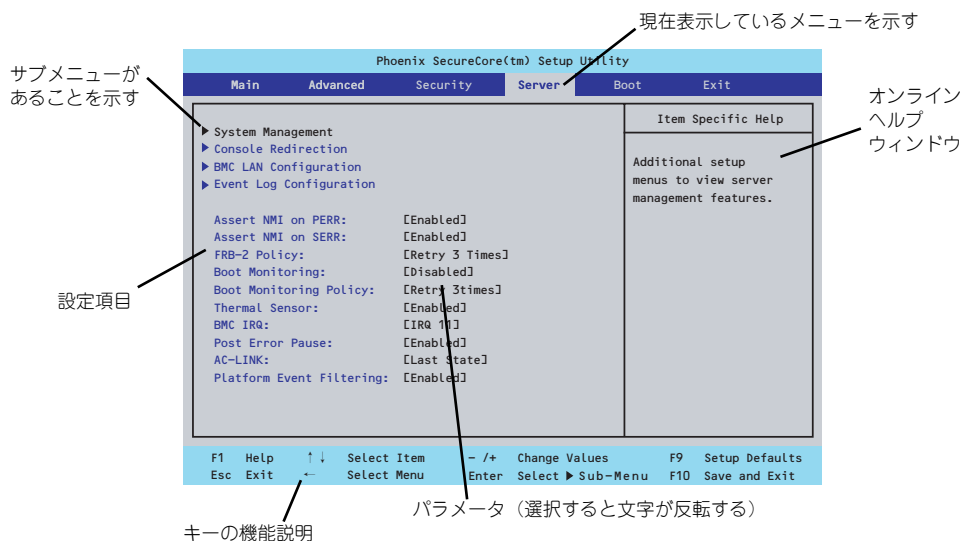 現在表示しているメニューを示す
サブメニューが
あることを示す
Phoenix SecureCore(tm) Setup Utility
Main Advanced Security Server Boot Exit
オンライン
ヘルプ
ウィンドウ
Item Specific Help
Additional setup
menus to view server
management features.
▶ System Management
▶ Console Redirection
▶ BMC LAN Configuration
▶ Event Log Configuration
Assert NMI on PERR: [Enabled]
Assert NMI on SERR: [Enabled]
FRB-2 Policy: [Retry 3 Times]
Boot Monitoring: [Disabled]
Boot Monitoring Policy: [Retry 3times]
Thermal Sensor: [Enabled]
BMC IRQ: [IRQ 11]
Post Error Pause: [Enabled]
AC-LINK: [Last State]
Platform Event Filtering: [Enabled]
設定項目
F1 Help ↑↓ Select Item - /+ Change Values F9 Setup Defaults
Esc Exit ← Select Menu Enter Select ▶ Sub-Menu F10 Save and Exit
パラメータ（選択すると文字が反転する）
キーの機能説明